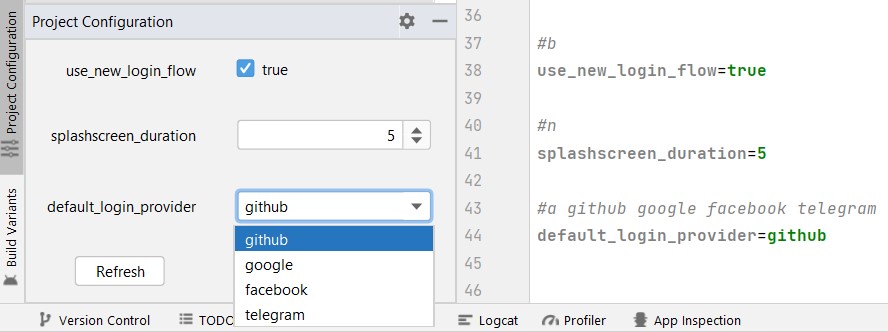 Project Configuration
Build Variants
Project Configuration
use_new_login_flow
true
splashscreen_duration
5
default_login_provider
github
github
google
facebook
telegram
Refresh
36
37 #b
38 use_new_login_flow=true
39
40 #n
41 splashscreen_duration=5
42
43 #a github google facebook telegram
44 default_login_provider=github
45
46
Version Control
TODO
Logcat
Profiler
App Inspection